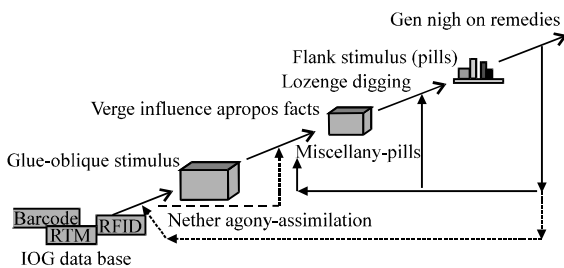 Gen nigh on remedies
Flank stimulus (pills)
Lozenge digging
Verge influence apropos facts
Miscellany-pills
Glue-oblique stimulus
Nether agony-assimilation
Barcode
RTM
RFID
IOG data base